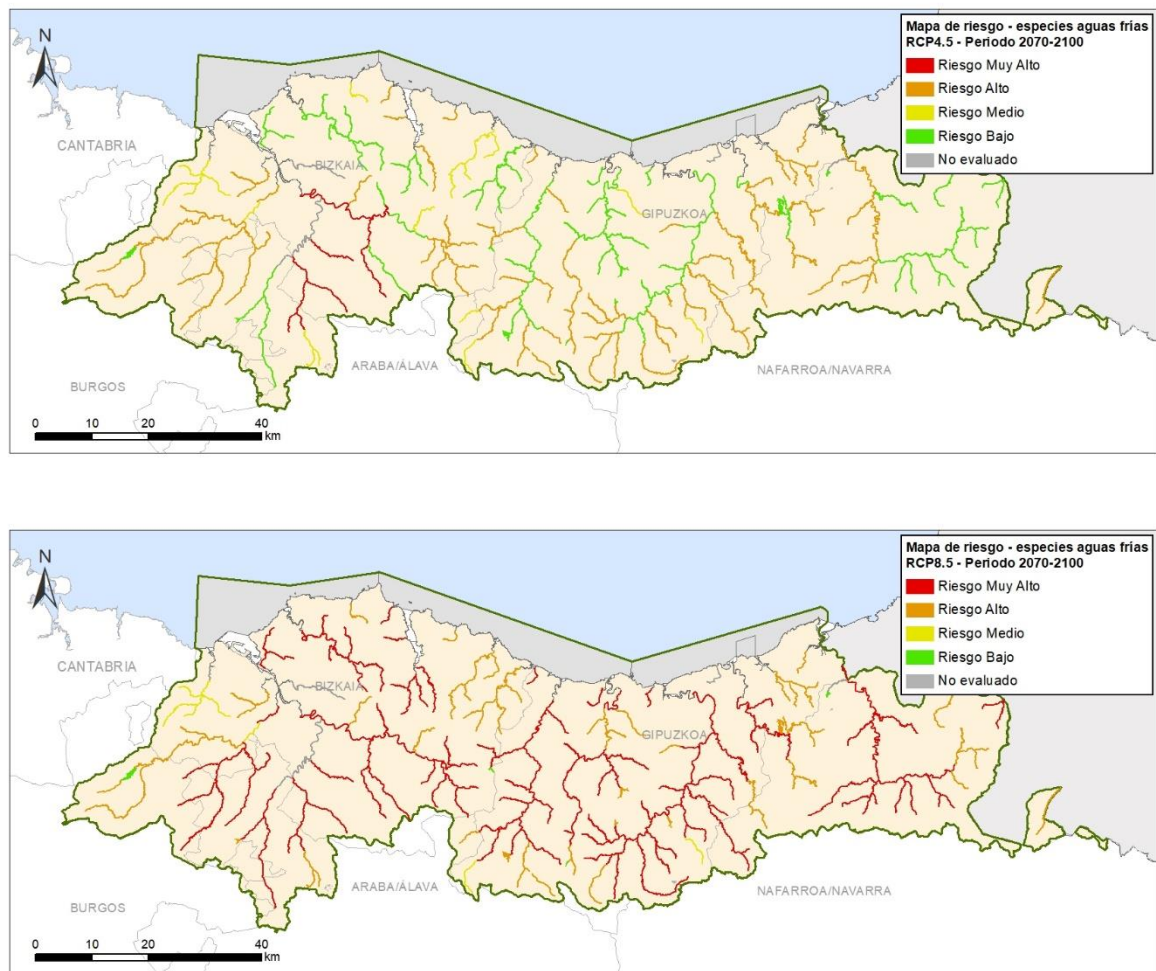 Mapa de riesgo - especies aguas frías
RCP4.5 - Periodo 2070-2100
Riesgo Muy Alto
Riesgo Alto
Riesgo Medio
Riesgo Bajo
No evaluado
N
CANTABRIA
BIZKAIA
GIPUZKOA
ARABA/ÁLAVA
NAFARROA/NAVARRA
BURGOS
0 10 20 40
km
Mapa de riesgo - especies aguas frías
RCP8.5 - Periodo 2070-2100
Riesgo Muy Alto
Riesgo Alto
Riesgo Medio
Riesgo Bajo
No evaluado
N
CANTABRIA
BIZKAIA
GIPUZKOA
ARABA/ÁLAVA
NAFARROA/NAVARRA
BURGOS
0 10 20 40
km